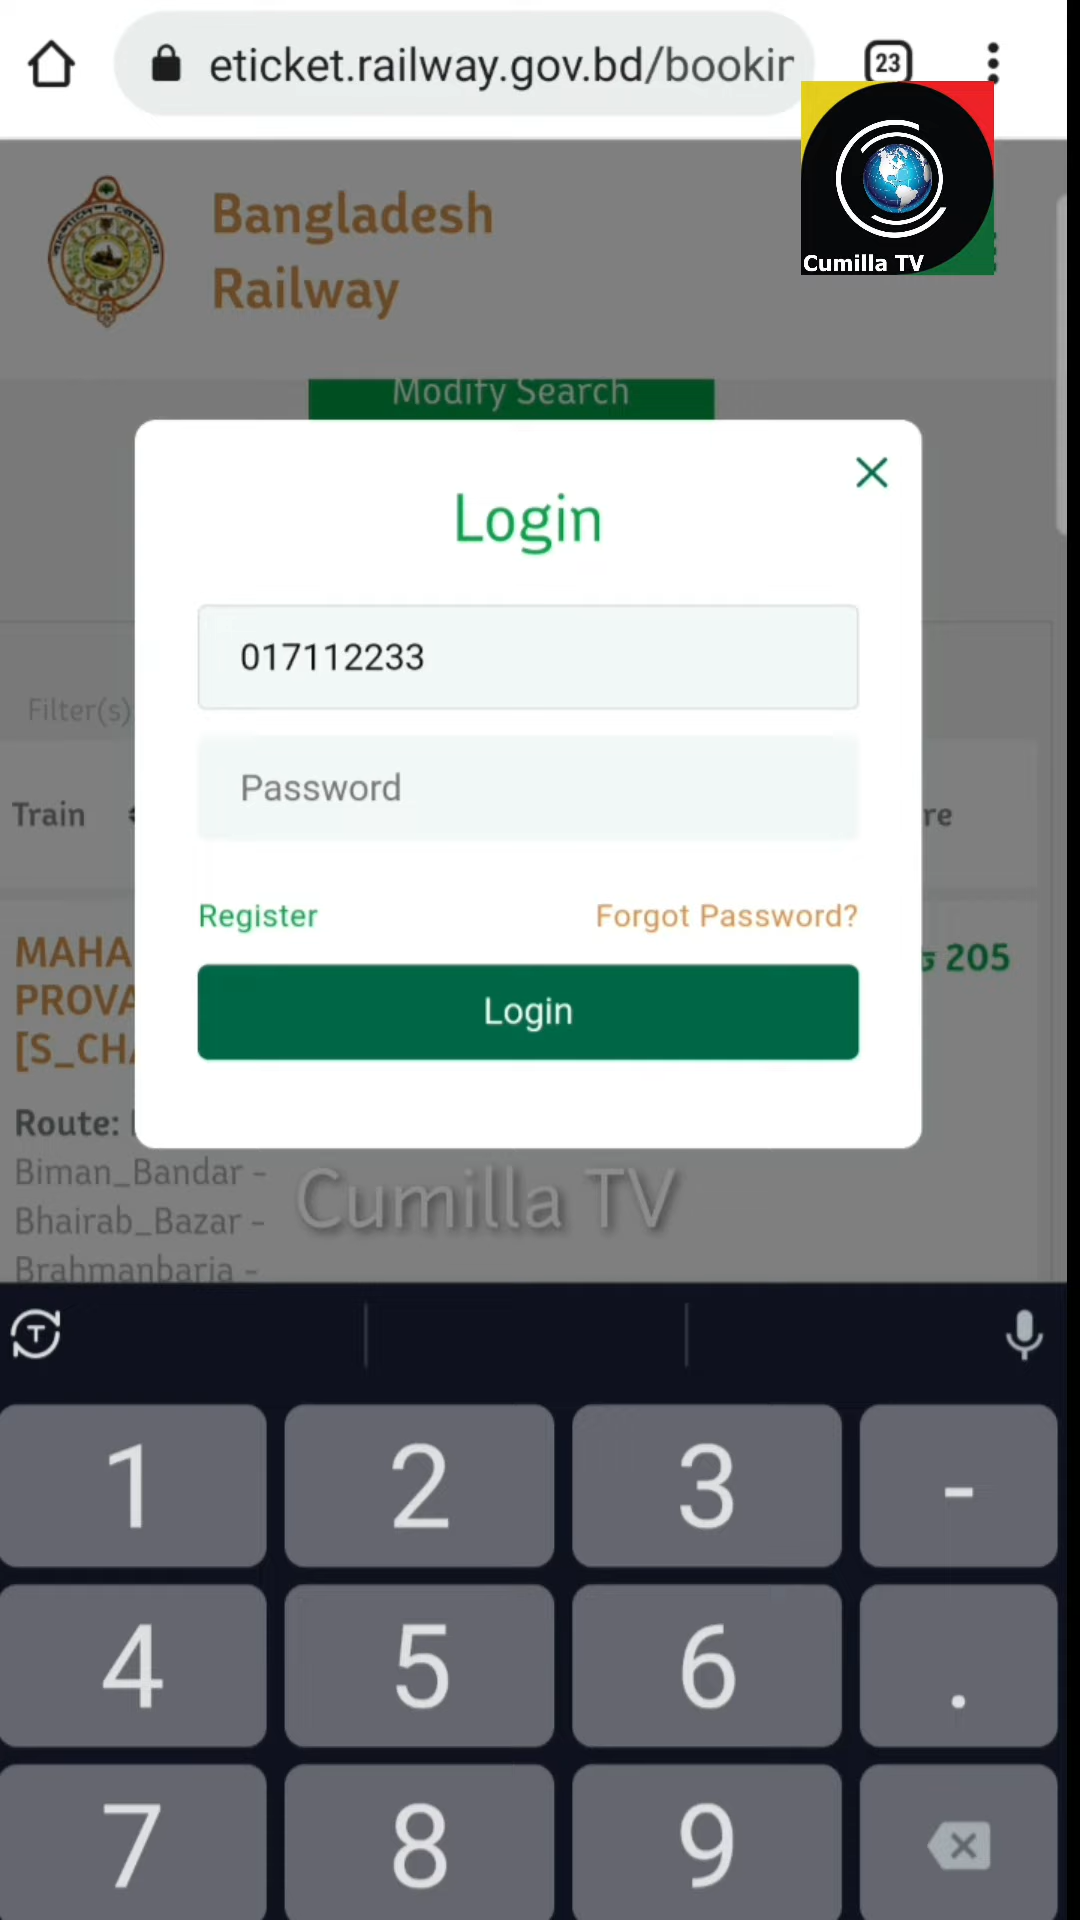 eticket.railway.gov.bd/bookin
23
Bangladesh
Railway
Cumilla TV
Modify Search
Login
017112233
Filter(s)
Password
Train
re
Register
Forgot Password?
MAHA
PROVA
[S_CHA
৳ 205
Login
Route:
Biman_Bandar -
Bhairab_Bazar -
Brahmanbaria -
Cumilla TV
T
1 2 3 -
4 5 6 .
7 8 9